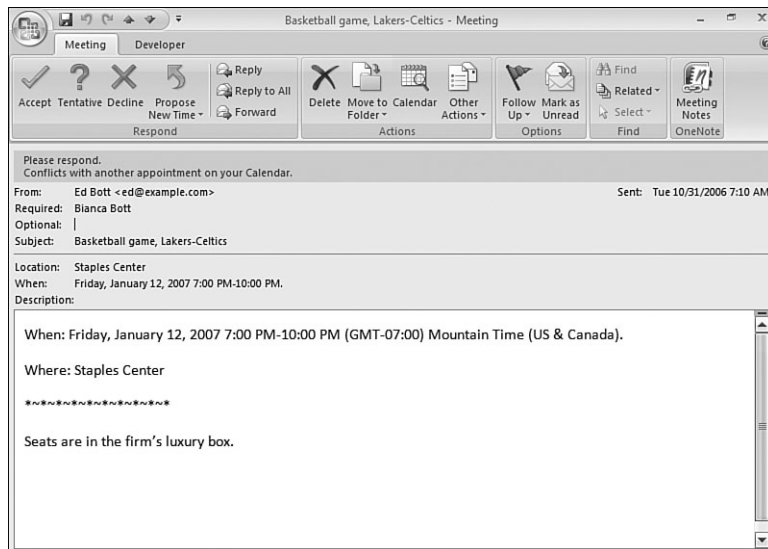 Basketball game, Lakers-Celtics - Meeting
Meeting Developer
Accept Tentative Decline Propose New Time Reply Reply to All Forward
Respond
Delete Move to Folder Calendar Other Actions
Actions
Follow Up Mark as Unread
Options
Find Related Select
Find
Meeting Notes
OneNote
Please respond.
Conflicts with another appointment on your Calendar.
From: Ed Bott <ed@example.com> Sent: Tue 10/31/2006 7:10 AM
Required: Bianca Bott
Optional:
Subject: Basketball game, Lakers-Celtics
Location: Staples Center
When: Friday, January 12, 2007 7:00 PM-10:00 PM.
Description:
When: Friday, January 12, 2007 7:00 PM-10:00 PM (GMT-07:00) Mountain Time (US & Canada).
Where: Staples Center
*~*~*~*~*~*~*~*~*~*
Seats are in the firm's luxury box.